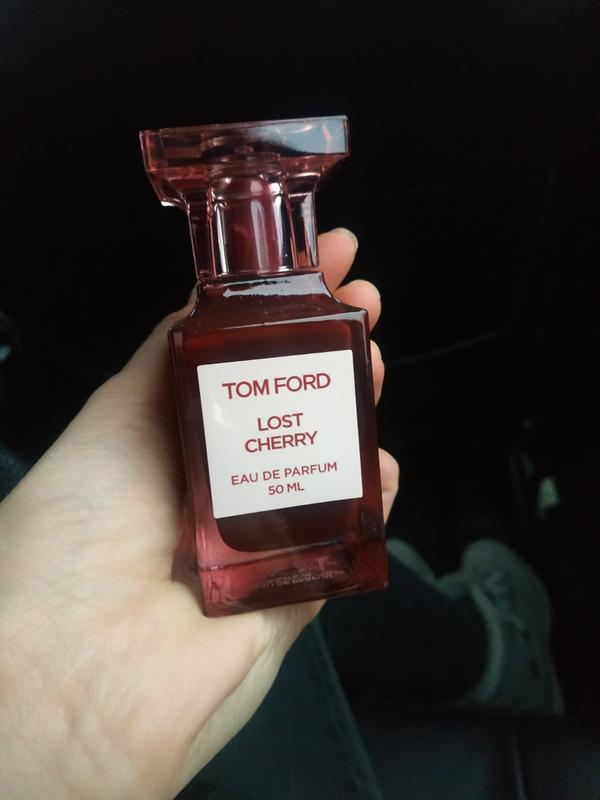 TOM FORD
LOST
CHERRY
EAU DE PARFUM
50 ML